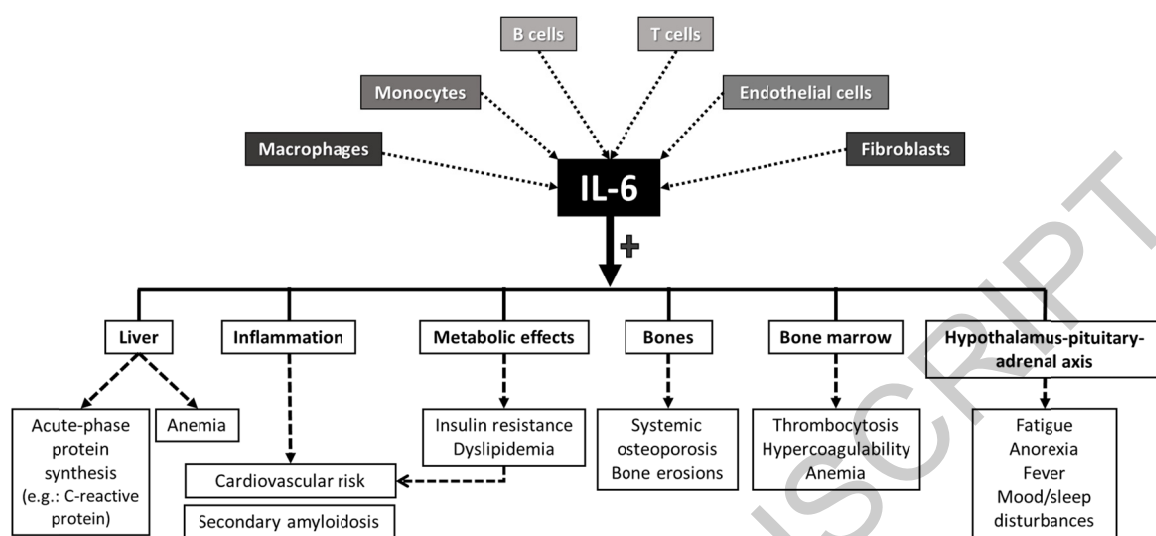 B cells
T cells
Monocytes
Endothelial cells
Macrophages
Fibroblasts
IL-6
+
Liver
Inflammation
Metabolic effects
Bones
Bone marrow
Hypothalamus-pituitary-
adrenal axis
Acute-phase
protein
synthesis
(e.g.: C-reactive
protein)
Anemia
Cardiovascular risk
Secondary amyloidosis
Insulin resistance
Dyslipidemia
Systemic
osteoporosis
Bone erosions
Thrombocytosis
Hypercoagulability
Anemia
Fatigue
Anorexia
Fever
Mood/sleep
disturbances
USCRIPT